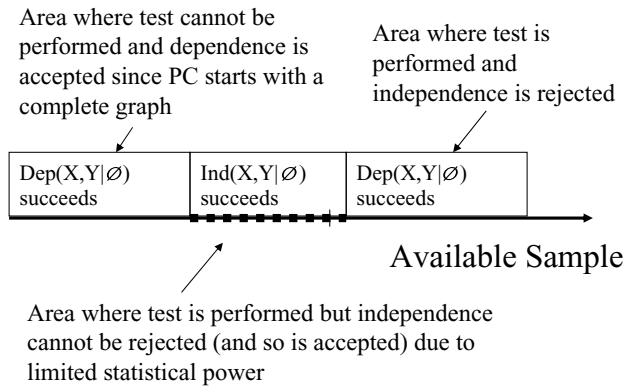 Area where test cannot be
performed and dependence is
accepted since PC starts with a
complete graph
Area where test is
performed and
independence is rejected
Dep(X,Y|∅)
succeeds
Ind(X,Y|∅)
succeeds
Dep(X,Y|∅)
succeeds
Available Sample
Area where test is performed but independence
cannot be rejected (and so is accepted) due to
limited statistical power